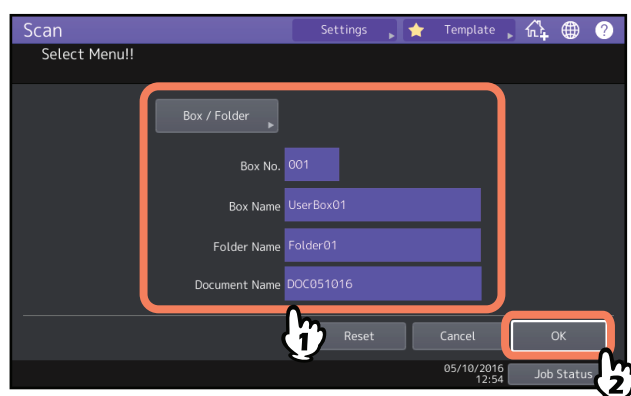 Scan Settings Template ?
Select Menu!!
Box / Folder
Box No. 001
Box Name UserBox01
Folder Name Folder01
Document Name DOC051016
1 Reset Cancel OK
05/10/2016
12:54 Job Status
2